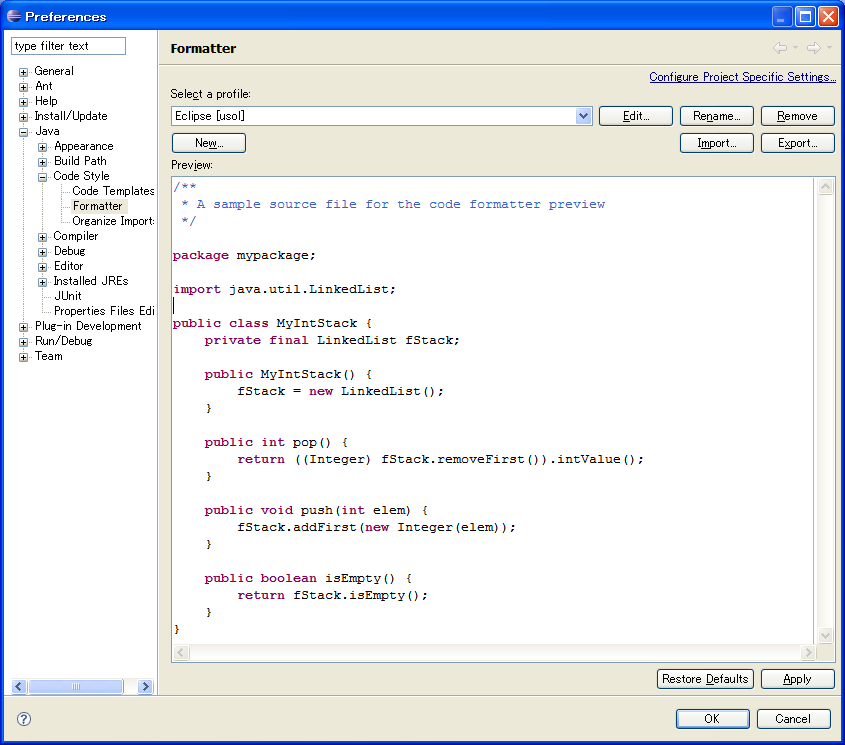 Preferences
type filter text
General
Ant
Help
Install/Update
Java
Appearance
Build Path
Code Style
Code Templates
Formatter
Organize Imports
Compiler
Debug
Editor
Installed JREs
JUnit
Properties Files Edi
Plug-in Development
Run/Debug
Team
Formatter
Configure Project Specific Settings...
Select a profile:
Eclipse [usol]
Edit...
Rename...
Remove
New...
Import...
Export...
Preview:
/**
 * A sample source file for the code formatter preview
 */
package mypackage;
import java.util.LinkedList;
public class MyIntStack {
    private final LinkedList fStack;
    public MyIntStack() {
        fStack = new LinkedList();
    }
    public int pop() {
        return ((Integer) fStack.removeFirst()).intValue();
    }
    public void push(int elem) {
        fStack.addFirst(new Integer(elem));
    }
    public boolean isEmpty() {
        return fStack.isEmpty();
    }
}
Restore Defaults
Apply
?
OK
Cancel